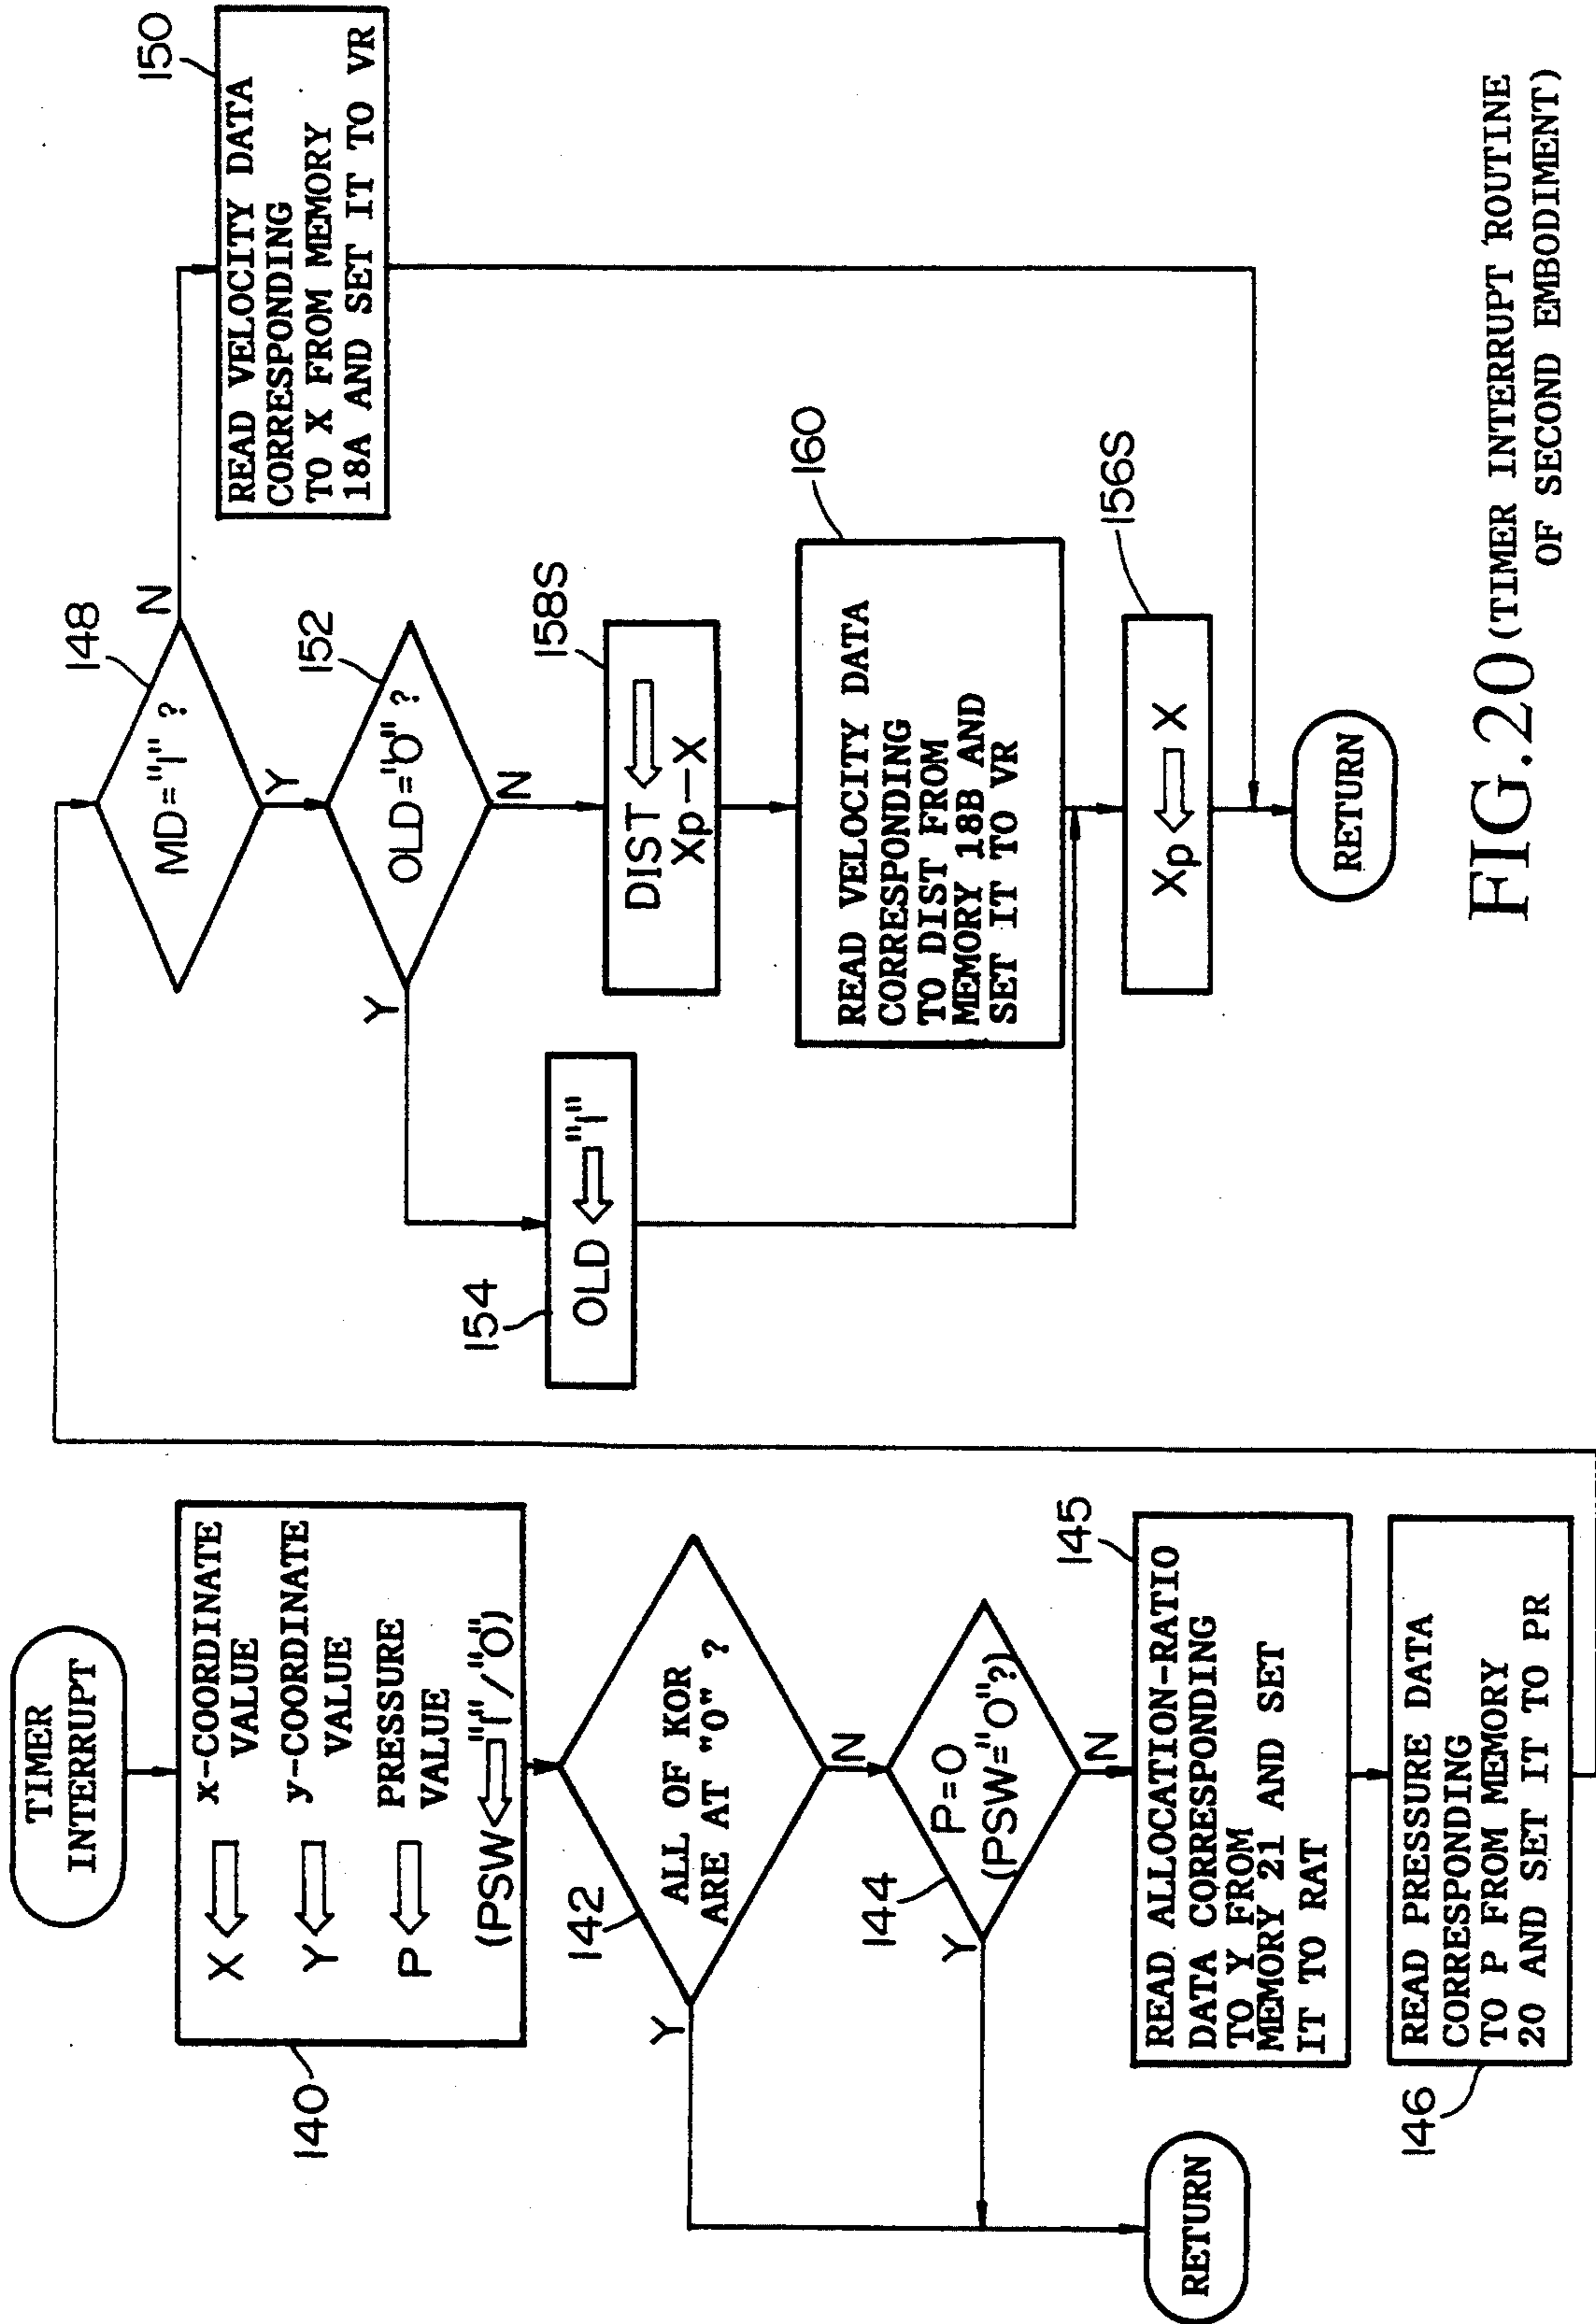 TIMER
INTERRUPT
140
X ⇐ x-COORDINATE
VALUE
Y ⇐ y-COORDINATE
VALUE
P ⇐ PRESSURE
VALUE
(PSW⇐"1"/"0")
142
ALL OF KOR
ARE AT "0" ?
Y
N
144
P=0
(PSW="0"?)
Y
N
145
READ ALLOCATION-RATIO
DATA CORRESPONDING
TO Y FROM
MEMORY 21 AND SET
IT TO RAT
146
READ PRESSURE DATA
CORRESPONDING
TO P FROM MEMORY
20 AND SET IT TO PR
RETURN
148
MD="1" ?
N
Y
150
READ VELOCITY DATA
CORRESPONDING
TO X FROM MEMORY
18A AND SET IT TO VR
152
OLD="0" ?
Y
N
154
OLD ⇐ "1"
158S
DIST ⇐
Xp-X
160
READ VELOCITY DATA
CORRESPONDING
TO DIST FROM
MEMORY 18B AND
SET IT TO VR
156S
Xp ⇐ X
RETURN
FIG.20 (TIMER INTERRUPT ROUTINE
OF SECOND EMBODIMENT)